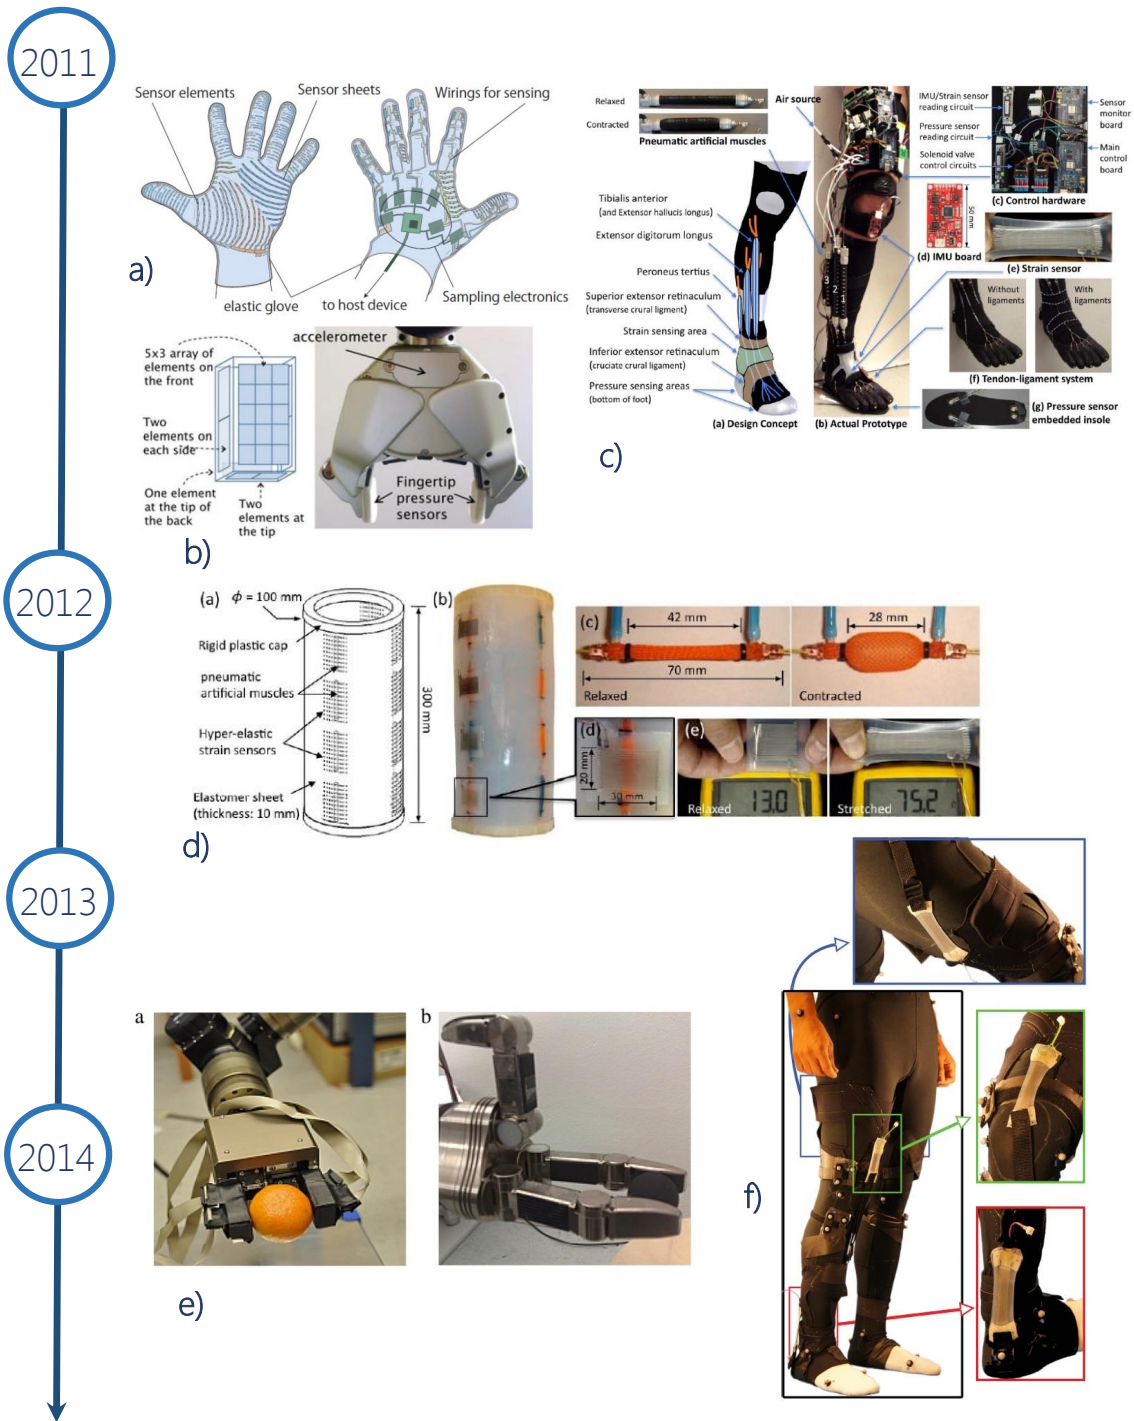 2011
Sensor elements
Sensor sheets
Wirings for sensing
elastic glove
to host device
Sampling electronics
a)
5x3 array of
elements on
the front
Two
elements on
each side
One element
at the tip of
the back
Two
elements at
the tip
accelerometer
Fingertip
pressure
sensors
b)
Relaxed
Contracted
Pneumatic artificial muscles
Air source
IMU/Strain sensor
reading circuit
Pressure sensor
reading circuit
Solenoid valve
control circuits
Sensor
monitor
board
Main
control
board
(c) Control hardware
Tibialis anterior
(and Extensor hallucis longus)
Extensor digitorum longus
Peroneus tertius
Superior extensor retinaculum
(transverse crural ligment)
Strain sensing area
Inferior extensor retinaculum
(cruciate crural ligament)
Pressure sensing areas
(bottom of foot)
(a) Design Concept
3
2
1
(b) Actual Prototype
50 mm
(d) IMU board
(e) Strain sensor
Without
ligaments
With
ligaments
(f) Tendon-ligament system
(g) Pressure sensor
embedded insole
c)
2012
(a)
ϕ = 100 mm
Rigid plastic cap
pneumatic
artificial muscles
Hyper-elastic
strain sensors
Elastomer sheet
(thickness: 10 mm)
300 mm
(b)
(c)
42 mm
70 mm
Relaxed
28 mm
Contracted
(d)
20 mm
30 mm
(e)
13.0
Relaxed
75.2
Stretched
d)
2013
a
b
2014
e)
f)